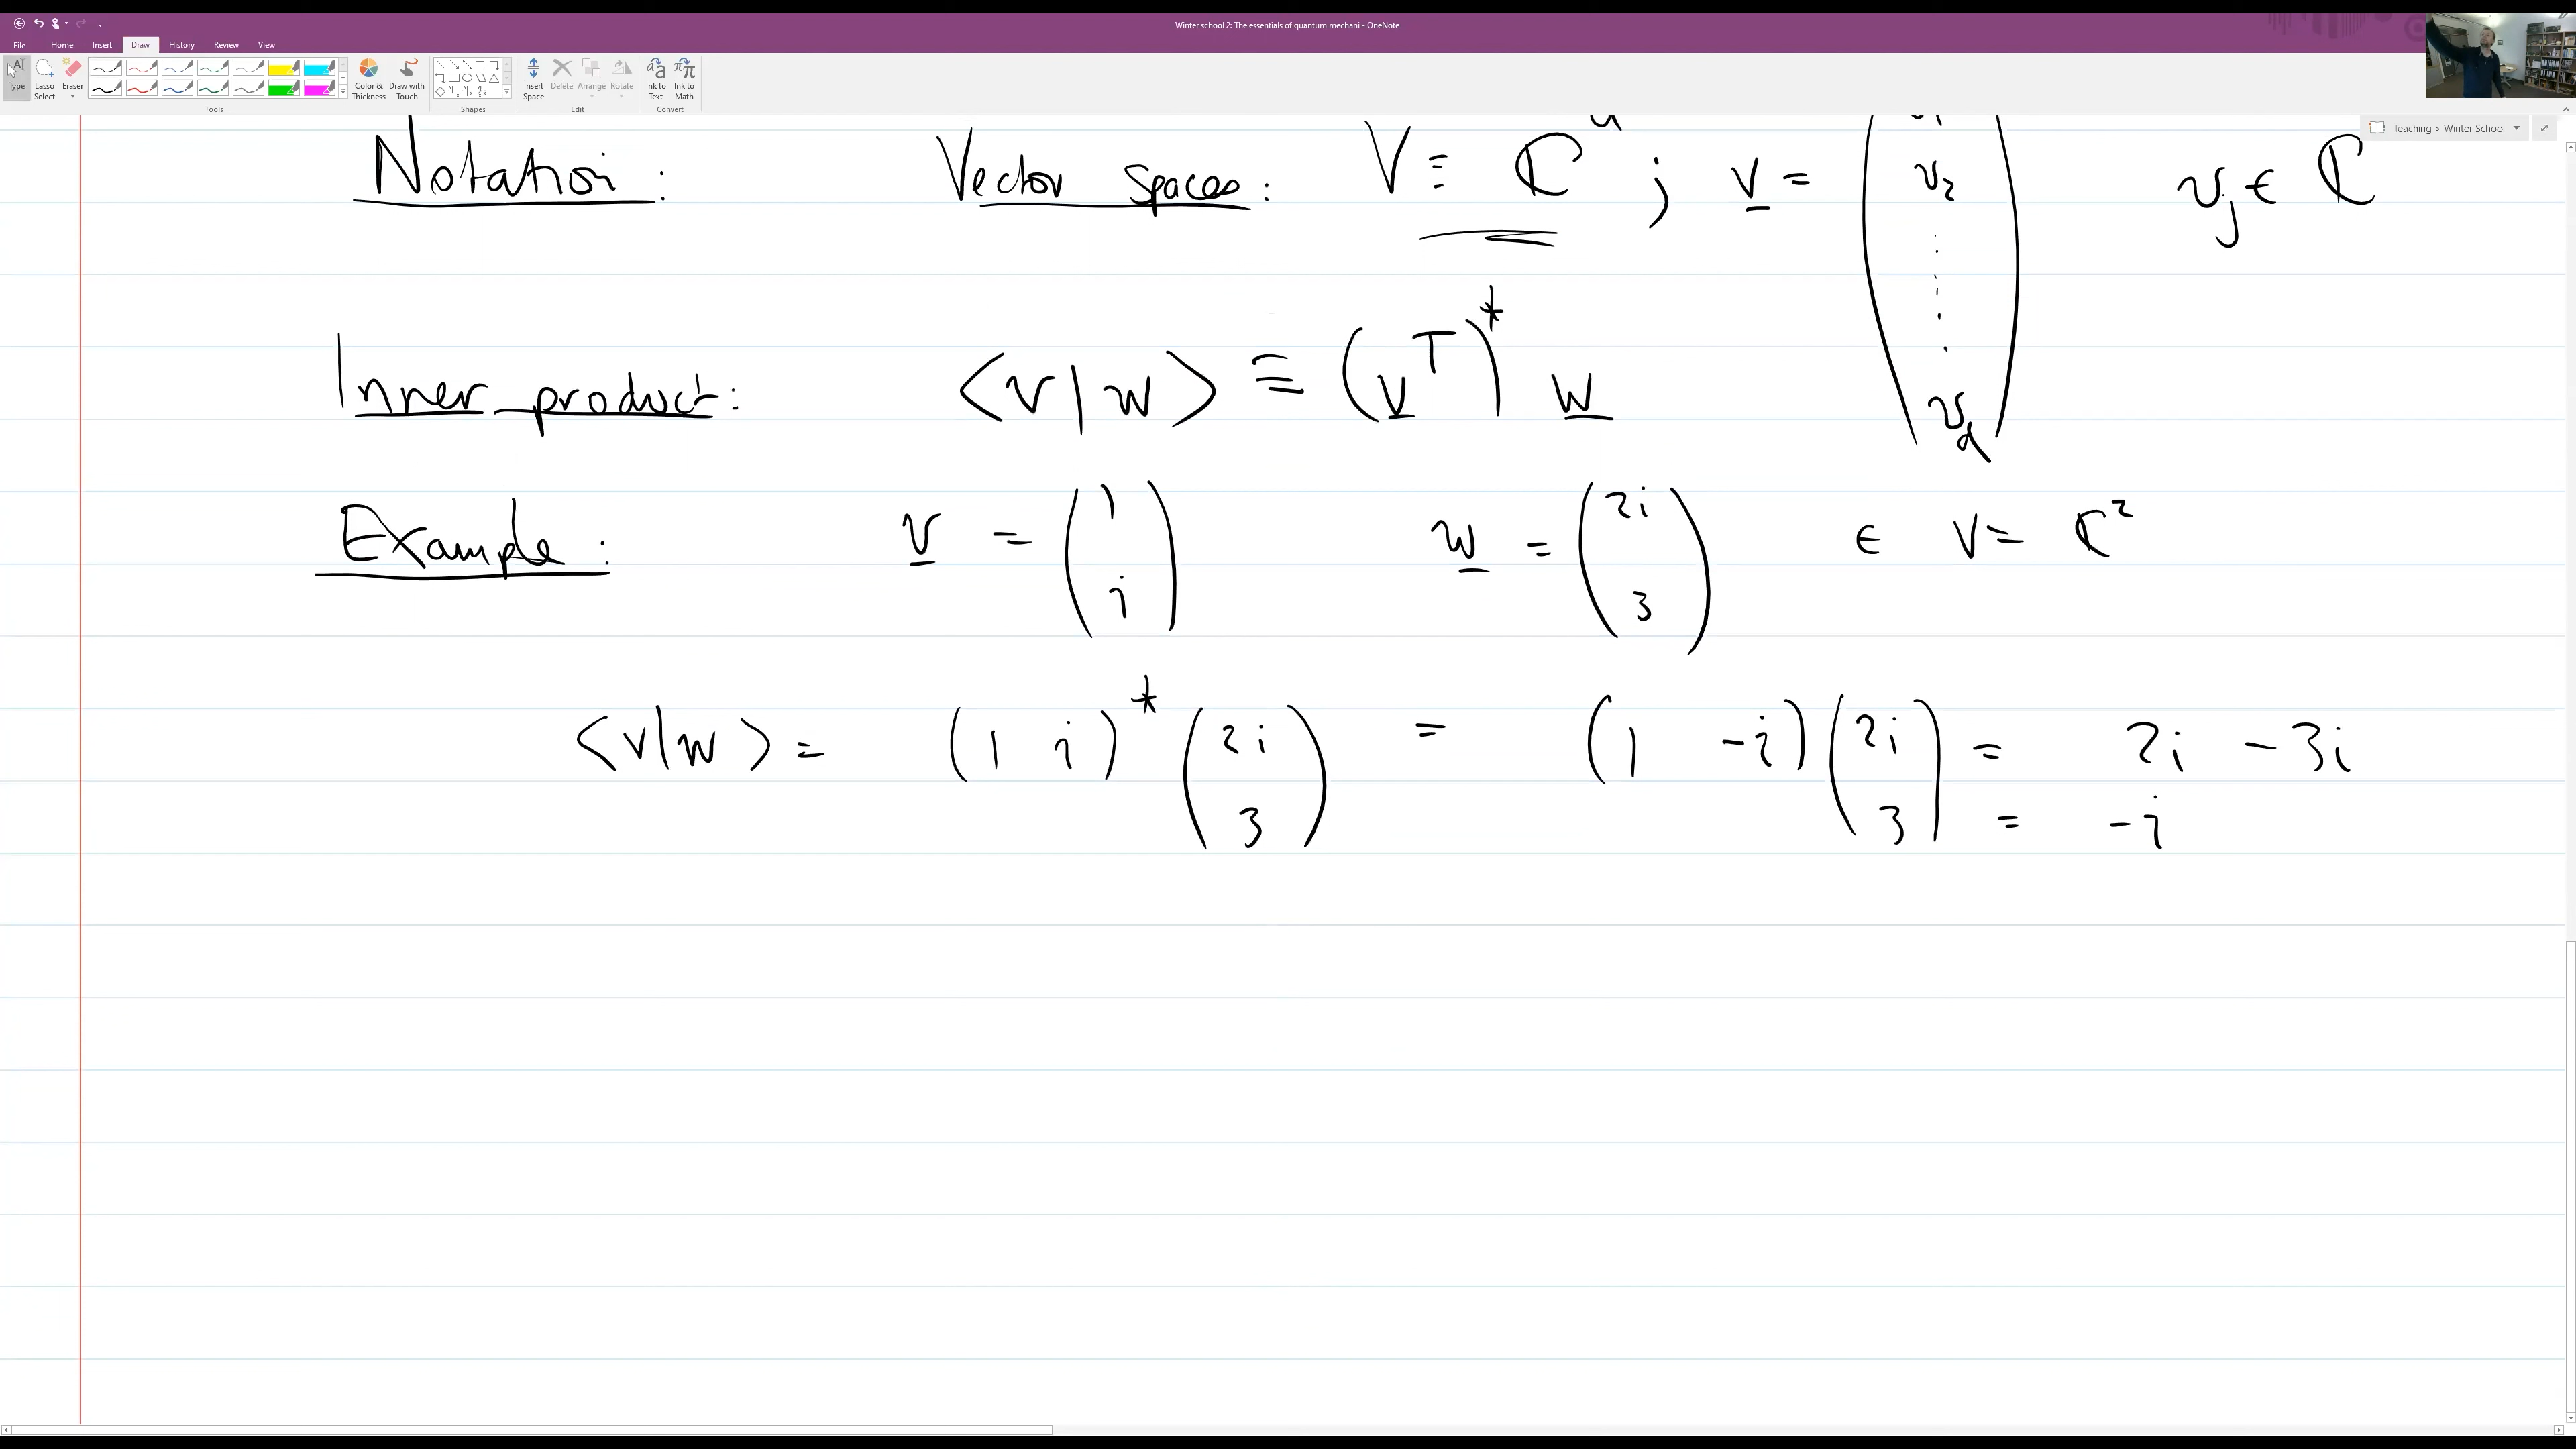 Winter school 2: The essentials of quantum mechani - OneNote
File Home Insert Draw History Review View
Type Lasso Select Eraser Color & Thickness Draw with Touch Insert Space Delete Arrange Rotate Ink to Text Ink to Math
Tools Shapes Edit Convert
Teaching > Winter School
Notation: Vector spaces: V ≡ ℂᵈ ; v = ( v₁ v₂ ⋮ v_d ) v_j ∈ ℂ
Inner product: ⟨v|w⟩ ≡ (vᵀ)* w
Example: v = ( 1 i ) w = ( 2i 3 ) ∈ V = ℂ²
⟨v|w⟩ = (1 i)* ( 2i 3 ) = (1 -i) ( 2i 3 ) = 2i - 3i
= -i